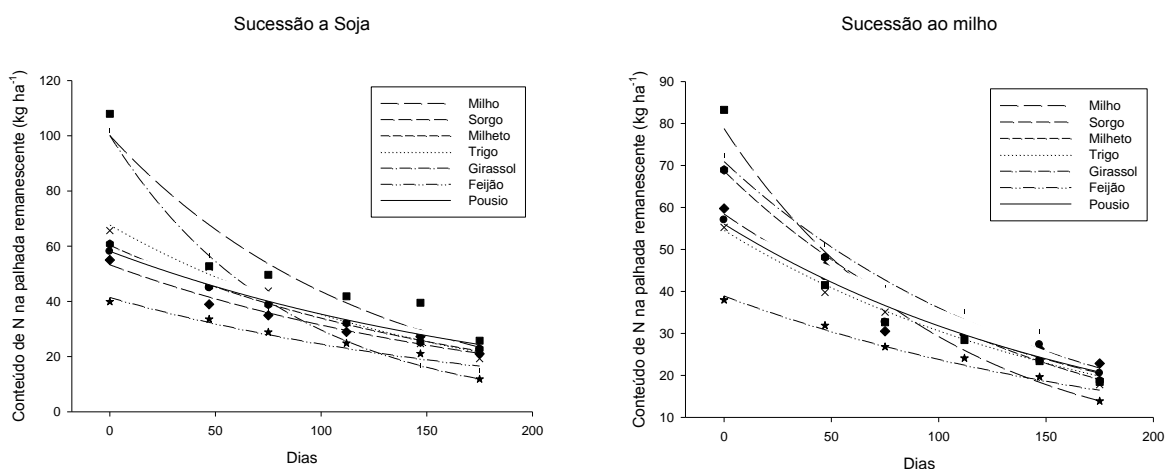 Sucessão a Soja
Conteúdo de N na palhada remanescente (kg ha⁻¹)
120
100
80
60
40
20
0
0
50
100
150
200
Dias
Milho
Sorgo
Milheto
Trigo
Girassol
Feijão
Pousio
Sucessão ao milho
Conteúdo de N na palhada remanescente (kg ha⁻¹)
90
80
70
60
50
40
30
20
10
0
50
100
150
200
Dias
Milho
Sorgo
Milheto
Trigo
Girassol
Feijão
Pousio